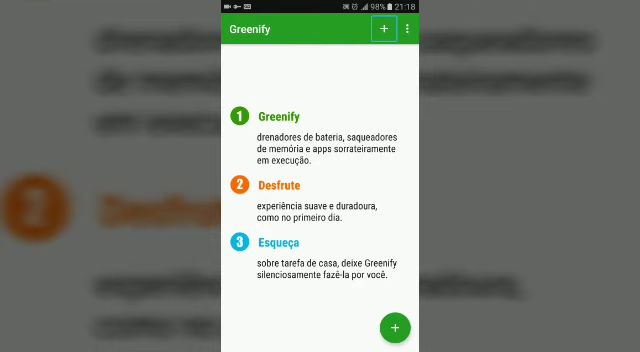 98% 21:18
Greenify
1 Greenify
drenadores de bateria, saqueadores
de memória e apps sorrateiramente
em execução.
2 Desfrute
experiência suave e duradoura,
como no primeiro dia.
3 Esqueça
sobre tarefa de casa, deixe Greenify
silenciosamente fazê-la por você.